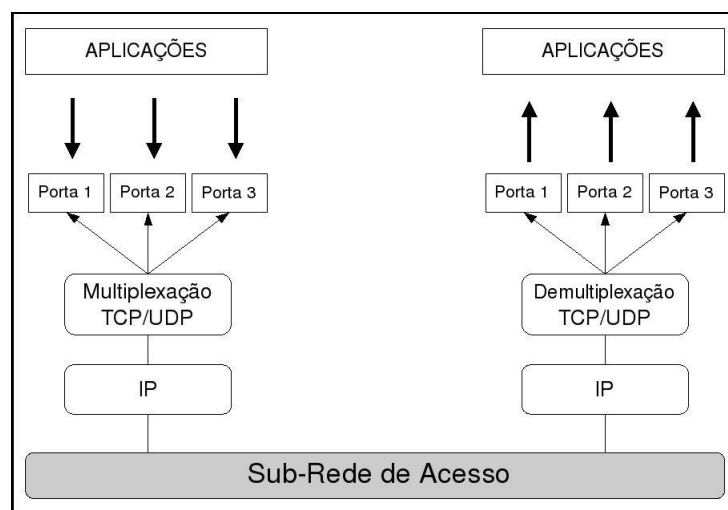 APLICAÇÕES
APLICAÇÕES
Porta 1
Porta 2
Porta 3
Porta 1
Porta 2
Porta 3
Multiplexação
TCP/UDP
Demultiplexação
TCP/UDP
IP
IP
Sub-Rede de Acesso